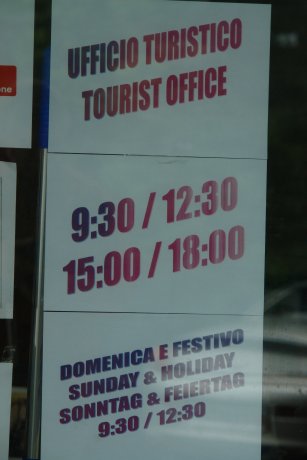 UFFICIO TURISTICO
TOURIST OFFICE
one
9:30 / 12:30
15:00 / 18:00
DOMENICA E FESTIVO
SUNDAY & HOLIDAY
SONNTAG & FEIERTAG
9:30 / 12:30